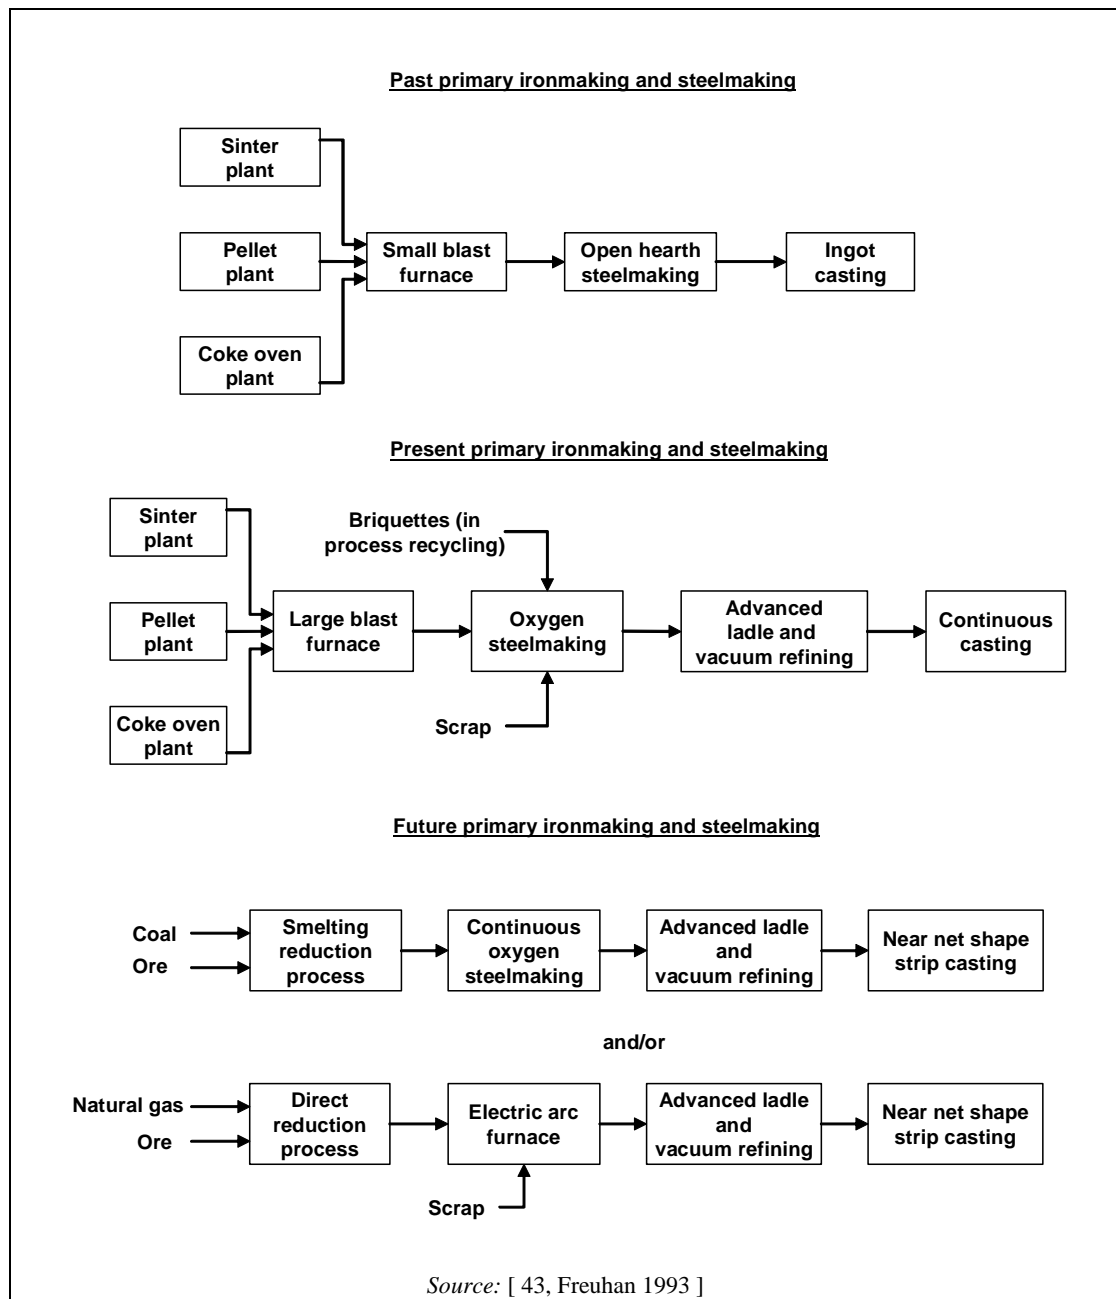 Past primary ironmaking and steelmaking
Sinter
plant
Pellet
plant
Coke oven
plant
Small blast
furnace
Open hearth
steelmaking
Ingot
casting
Present primary ironmaking and steelmaking
Sinter
plant
Pellet
plant
Coke oven
plant
Large blast
furnace
Briquettes (in
process recycling)
Oxygen
steelmaking
Scrap
Advanced
ladle and
vacuum refining
Continuous
casting
Future primary ironmaking and steelmaking
Coal
Ore
Smelting
reduction
process
Continuous
oxygen
steelmaking
Advanced ladle
and
vacuum refining
Near net shape
strip casting
and/or
Natural gas
Ore
Direct
reduction
process
Electric arc
furnace
Scrap
Advanced ladle
and
vacuum refining
Near net shape
strip casting
Source: [ 43, Freuhan 1993 ]